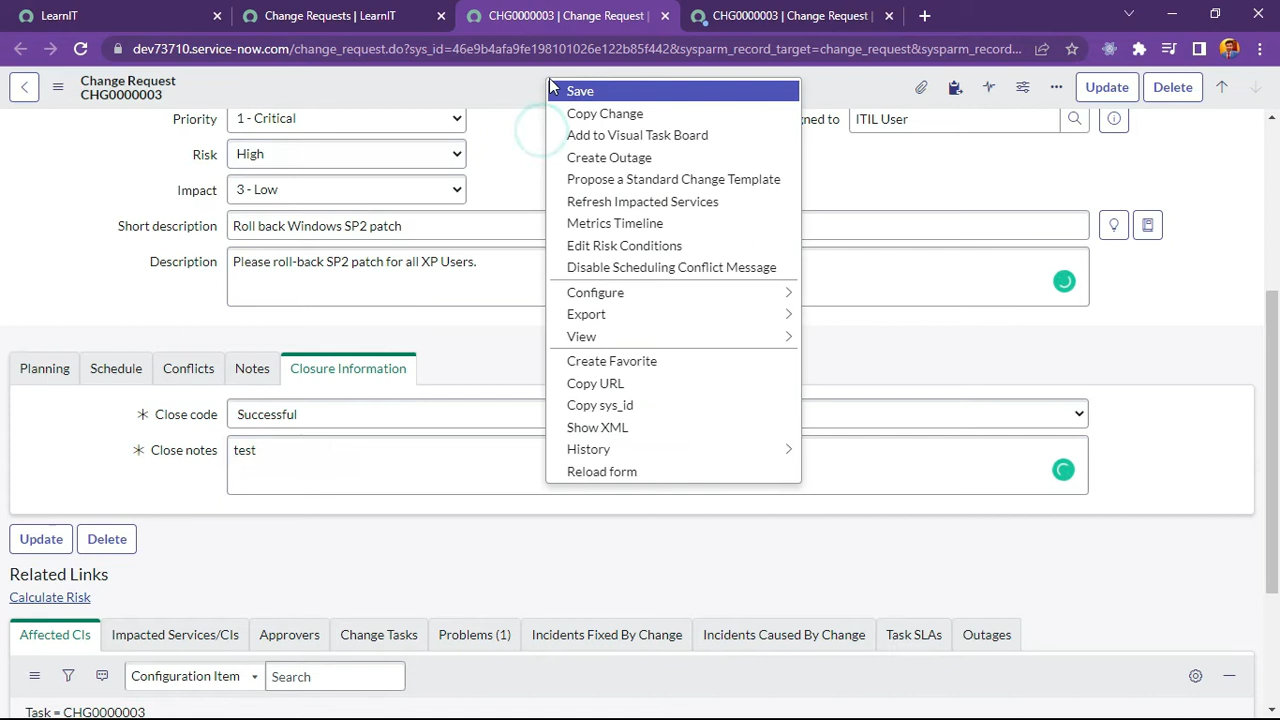 LearnIT
Change Requests | LearnIT
CHG0000003 | Change Request |
CHG0000003 | Change Request |
dev73710.service-now.com/change_request.do?sys_id=46e9b4afa9fe198101026e122b85f442&sysparm_record_target=change_request&sysparm_record...
Change Request
CHG0000003
Update
Delete
Save
Copy Change
Add to Visual Task Board
Create Outage
Propose a Standard Change Template
Refresh Impacted Services
Metrics Timeline
Edit Risk Conditions
Disable Scheduling Conflict Message
Configure
Export
View
Create Favorite
Copy URL
Copy sys_id
Show XML
History
Reload form
Priority 1 - Critical
ned to ITIL User
Risk High
Impact 3 - Low
Short description Roll back Windows SP2 patch
Description Please roll-back SP2 patch for all XP Users.
Planning Schedule Conflicts Notes Closure Information
Close code Successful
Close notes test
Update Delete
Related Links
Calculate Risk
Affected CIs Impacted Services/CIs Approvers Change Tasks Problems (1) Incidents Fixed By Change Incidents Caused By Change Task SLAs Outages
Configuration Item Search
Task = CHG0000003